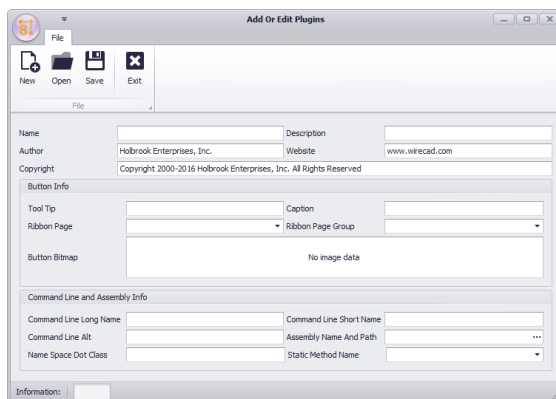 Add Or Edit Plugins
File
New Open Save Exit
File
Name Description
Author Holbrook Enterprises, Inc. Website www.wirecad.com
Copyright Copyright 2000-2016 Holbrook Enterprises, Inc. All Rights Reserved
Button Info
Tool Tip Caption
Ribbon Page Ribbon Page Group
Button Bitmap No image data
Command Line and Assembly Info
Command Line Long Name Command Line Short Name
Command Line Alt Assembly Name And Path ...
Name Space Dot Class Static Method Name
Information: